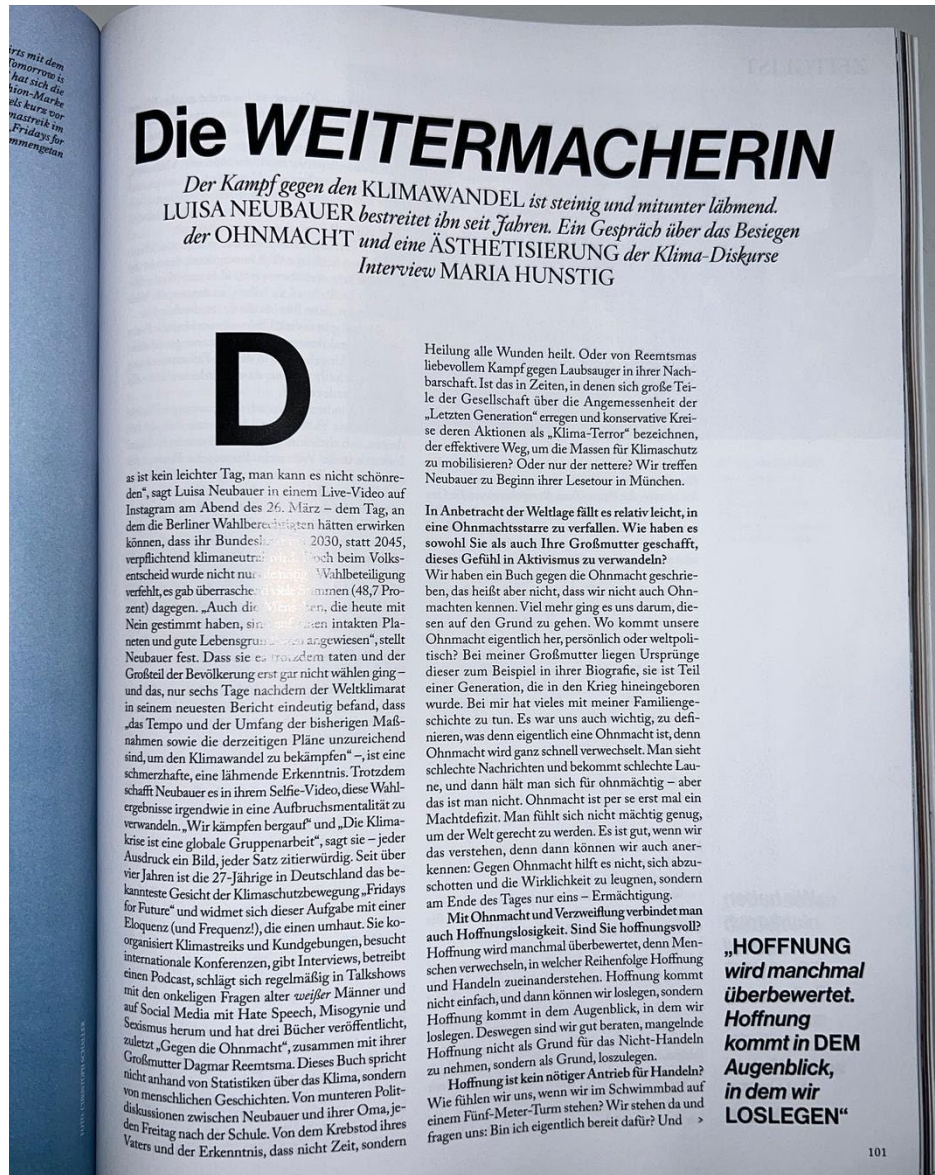 irts mit dem
Tomorrow is
hat sich die
hion-Marke
els kurz vor
mastreik im
„Fridays for
mmengetan
Die WEITERMACHERIN
Der Kampf gegen den KLIMAWANDEL ist steinig und mitunter lähmend.
LUISA NEUBAUER bestreitet ihn seit Jahren. Ein Gespräch über das Besiegen
der OHNMACHT und eine ÄSTHETISIERUNG der Klima-Diskurse
Interview MARIA HUNSTIG
D
as ist kein leichter Tag, man kann es nicht schönre-
den“, sagt Luisa Neubauer in einem Live-Video auf
Instagram am Abend des 26. März – dem Tag, an
dem die Berliner Wahlberechtigten hätten erwirken
können, dass ihr 2030, statt 2045,
verpflichtend klimaneutral beim Volks-
entscheid wurde nicht nur Wahlbeteiligung
verfehlt, es gab (48,7 Pro-
zent) dagegen. „Auch die die heute mit
Nein gestimmt haben, intakten Pla-
neten und gute angewiesen“, stellt
Neubauer fest. Dass sie es trotzdem taten und der
Großteil der Bevölkerung erst gar nicht wählen ging –
und das, nur sechs Tage nachdem der Weltklimarat
in seinem neuesten Bericht eindeutig befand, dass
„das Tempo und der Umfang der bisherigen Maß-
nahmen sowie die derzeitigen Pläne unzureichend
sind, um den Klimawandel zu bekämpfen“ –, ist eine
schmerzhafte, eine lähmende Erkenntnis. Trotzdem
schafft Neubauer es in ihrem Selfie-Video, diese Wahl-
ergebnisse irgendwie in eine Aufbruchsmentalität zu
verwandeln. „Wir kämpfen bergauf“ und „Die Klima-
krise ist eine globale Gruppenarbeit“, sagt sie – jeder
Ausdruck ein Bild, jeder Satz zitierwürdig. Seit über
vier Jahren ist die 27-Jährige in Deutschland das be-
kannteste Gesicht der Klimaschutzbewegung „Fridays
for Future“ und widmet sich dieser Aufgabe mit einer
Eloquenz (und Frequenz!), die einen umhaut. Sie ko-
organisiert Klimastreiks und Kundgebungen, besucht
internationale Konferenzen, gibt Interviews, betreibt
einen Podcast, schlägt sich regelmäßig in Talkshows
mit den onkeligen Fragen alter weißer Männer und
auf Social Media mit Hate Speech, Misogynie und
Sexismus herum und hat drei Bücher veröffentlicht,
zuletzt „Gegen die Ohnmacht“, zusammen mit ihrer
Großmutter Dagmar Reemtsma. Dieses Buch spricht
nicht anhand von Statistiken über das Klima, sondern
von menschlichen Geschichten. Von munteren Polit-
diskussionen zwischen Neubauer und ihrer Oma, je-
den Freitag nach der Schule. Von dem Krebstod ihres
Vaters und der Erkenntnis, dass nicht Zeit, sondern
Heilung alle Wunden heilt. Oder von Reemtsmas
liebevollem Kampf gegen Laubsauger in ihrer Nach-
barschaft. Ist das in Zeiten, in denen sich große Tei-
le der Gesellschaft über die Angemessenheit der
„Letzten Generation“ erregen und konservative Krei-
se deren Aktionen als „Klima-Terror“ bezeichnen,
der effektivere Weg, um die Massen für Klimaschutz
zu mobilisieren? Oder nur der nettere? Wir treffen
Neubauer zu Beginn ihrer Lesetour in München.
In Anbetracht der Weltlage fällt es relativ leicht, in
eine Ohnmachtsstarre zu verfallen. Wie haben es
sowohl Sie als auch Ihre Großmutter geschafft,
dieses Gefühl in Aktivismus zu verwandeln?
Wir haben ein Buch gegen die Ohnmacht geschrie-
ben, das heißt aber nicht, dass wir nicht auch Ohn-
machten kennen. Viel mehr ging es uns darum, die-
sen auf den Grund zu gehen. Wo kommt unsere
Ohnmacht eigentlich her, persönlich oder weltpoli-
tisch? Bei meiner Großmutter liegen Ursprünge
dieser zum Beispiel in ihrer Biografie, sie ist Teil
einer Generation, die in den Krieg hineingeboren
wurde. Bei mir hat vieles mit meiner Familienge-
schichte zu tun. Es war uns auch wichtig, zu defi-
nieren, was denn eigentlich eine Ohnmacht ist, denn
Ohnmacht wird ganz schnell verwechselt. Man sieht
schlechte Nachrichten und bekommt schlechte Lau-
ne, und dann hält man sich für ohnmächtig – aber
das ist man nicht. Ohnmacht ist per se erst mal ein
Machtdefizit. Man fühlt sich nicht mächtig genug,
um der Welt gerecht zu werden. Es ist gut, wenn wir
das verstehen, denn dann können wir auch aner-
kennen: Gegen Ohnmacht hilft es nicht, sich abzu-
schotten und die Wirklichkeit zu leugnen, sondern
am Ende des Tages nur eins – Ermächtigung.
Mit Ohnmacht und Verzweiflung verbindet man
auch Hoffnungslosigkeit. Sind Sie hoffnungsvoll?
Hoffnung wird manchmal überbewertet, denn Men-
schen verwechseln, in welcher Reihenfolge Hoffnung
und Handeln zueinanderstehen. Hoffnung kommt
nicht einfach, und dann können wir loslegen, sondern
Hoffnung kommt in dem Augenblick, in dem wir
loslegen. Deswegen sind wir gut beraten, mangelnde
Hoffnung nicht als Grund für das Nicht-Handeln
zu nehmen, sondern als Grund, loszulegen.
Hoffnung ist kein nötiger Antrieb für Handeln?
Wie fühlen wir uns, wenn wir im Schwimmbad auf
einem Fünf-Meter-Turm stehen? Wir stehen da und
fragen uns: Bin ich eigentlich bereit dafür? Und >
„HOFFNUNG
wird manchmal
überbewertet.
Hoffnung
kommt in DEM
Augenblick,
in dem wir
LOSLEGEN“
101